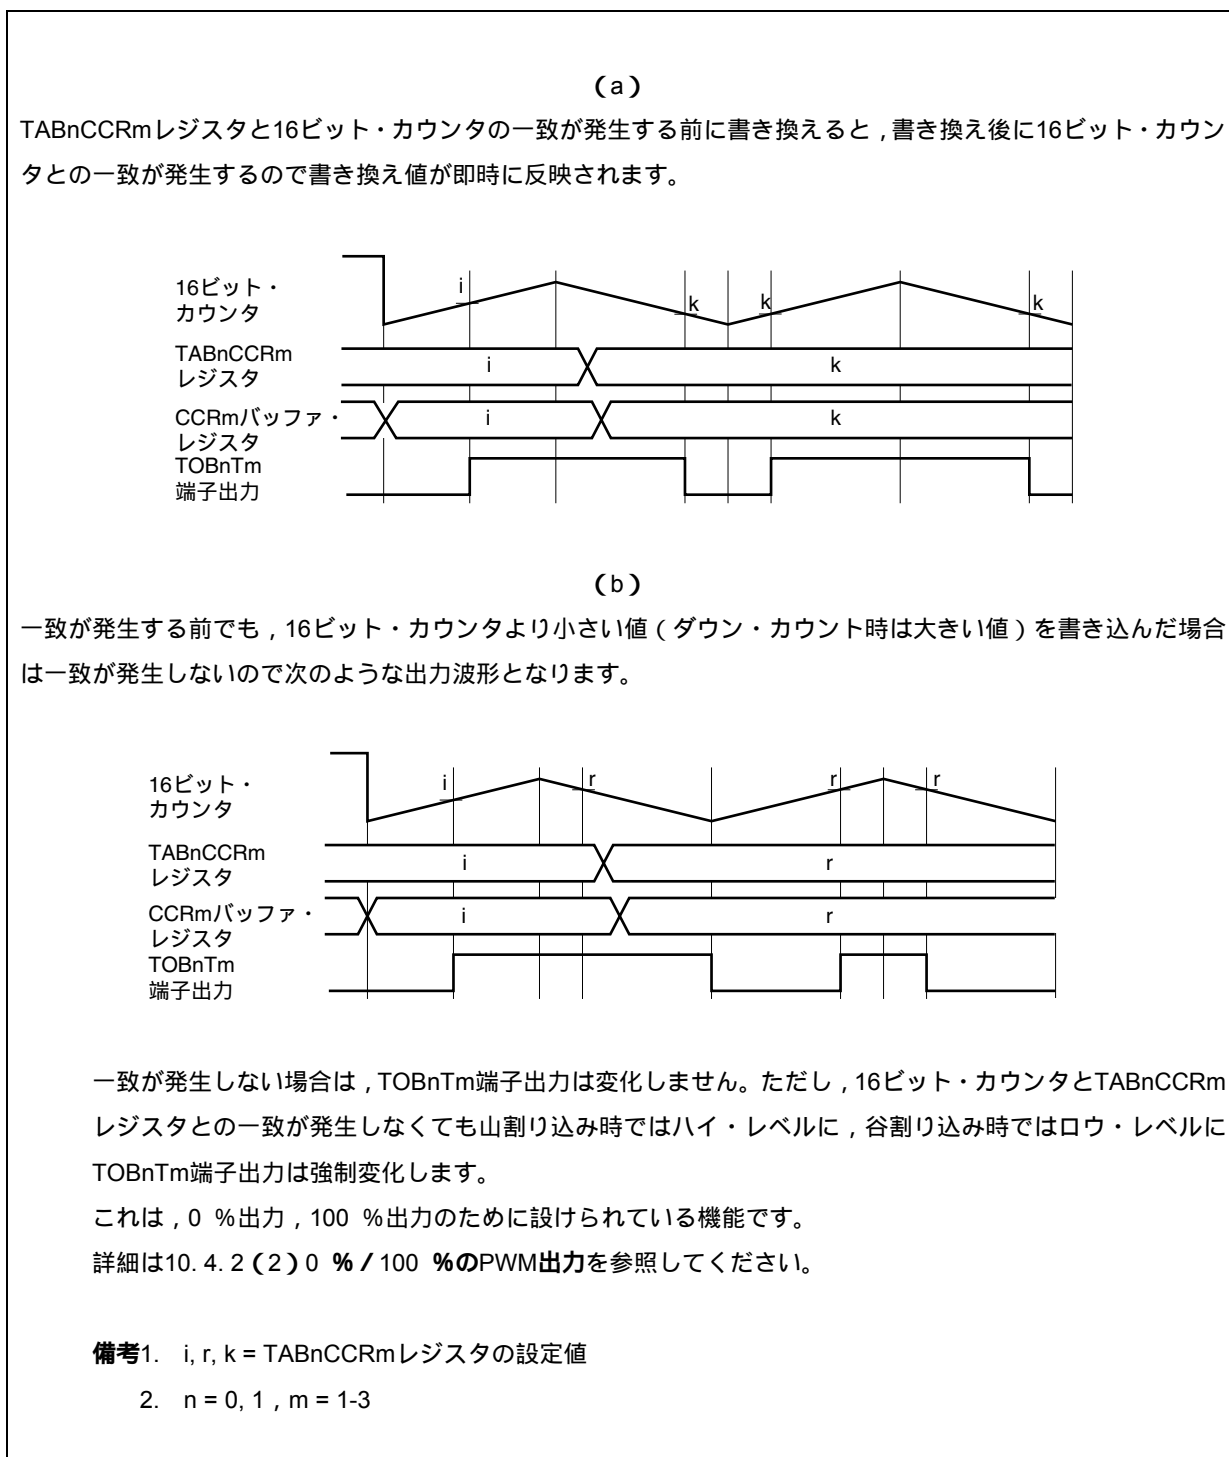 (a)
TABnCCRmレジスタと16ビット・カウンタの一致が発生する前に書き換えると，書き換え後に16ビット・カウン
タとの一致が発生するので書き換え値が即時に反映されます。
16ビット・
カウンタ
i
k
k
k
TABnCCRm
レジスタ
i
k
CCRmバッファ・
レジスタ
i
k
TOBnTm
端子出力
(b)
一致が発生する前でも，16ビット・カウンタより小さい値（ダウン・カウント時は大きい値）を書き込んだ場合
は一致が発生しないので次のような出力波形となります。
16ビット・
カウンタ
i
r
r
r
TABnCCRm
レジスタ
i
r
CCRmバッファ・
レジスタ
i
r
TOBnTm
端子出力
一致が発生しない場合は，TOBnTm端子出力は変化しません。ただし，16ビット・カウンタとTABnCCRm
レジスタとの一致が発生しなくても山割り込み時ではハイ・レベルに，谷割り込み時ではロウ・レベルに
TOBnTm端子出力は強制変化します。
これは，0 %出力，100 %出力のために設けられている機能です。
詳細は10. 4. 2（2）0 %／100 %のPWM出力を参照してください。
備考1. i, r, k = TABnCCRmレジスタの設定値
2. n = 0, 1，m = 1-3